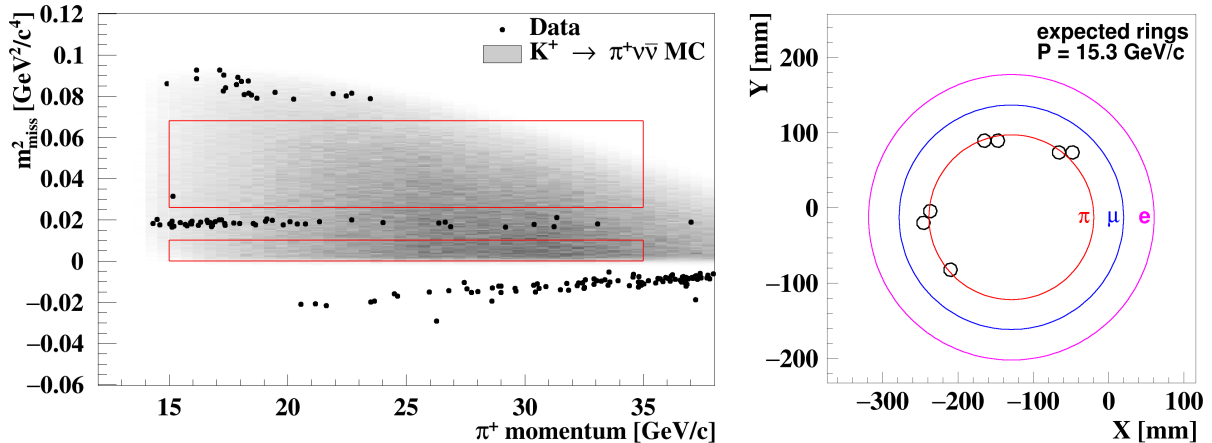 Data
K⁺ → π⁺νν̄ MC
m²miss [GeV²/c⁴]
0.12
0.1
0.08
0.06
0.04
0.02
0
−0.02
−0.04
−0.06
15
20
25
30
35
π⁺ momentum [GeV/c]
expected rings
P = 15.3 GeV/c
Y [mm]
200
100
0
−100
−200
π μ e
−300
−200
−100
0
100
X [mm]